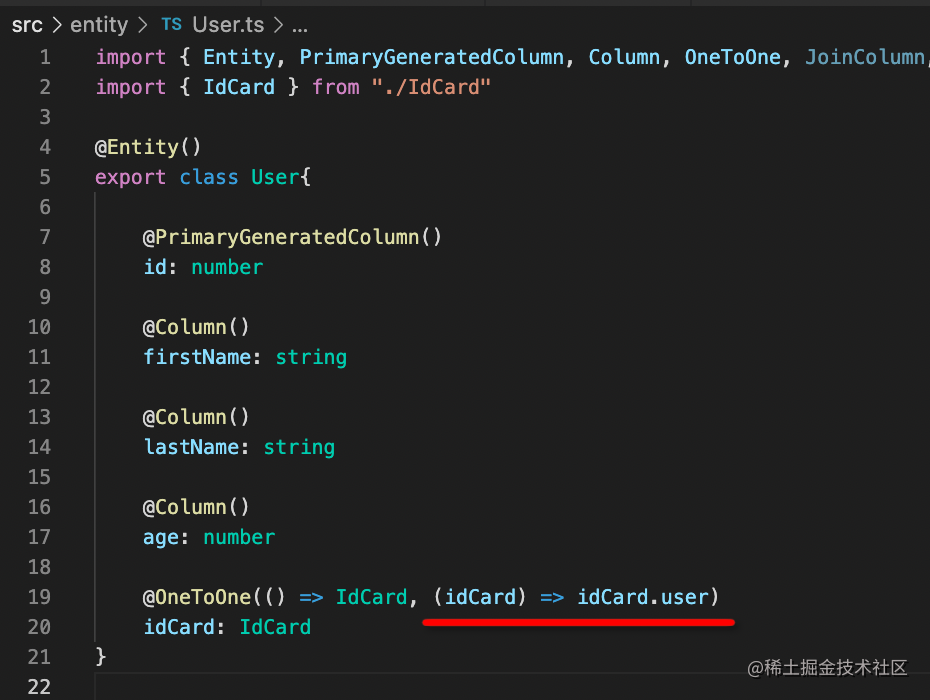 src > entity > TS User.ts > ...
1 import { Entity, PrimaryGeneratedColumn, Column, OneToOne, JoinColumn,
2 import { IdCard } from "./IdCard"
3
4 @Entity()
5 export class User{
6
7 @PrimaryGeneratedColumn()
8 id: number
9
10 @Column()
11 firstName: string
12
13 @Column()
14 lastName: string
15
16 @Column()
17 age: number
18
19 @OneToOne(() => IdCard, (idCard) => idCard.user)
20 idCard: IdCard
21 }
22
@稀土掘金技术社区